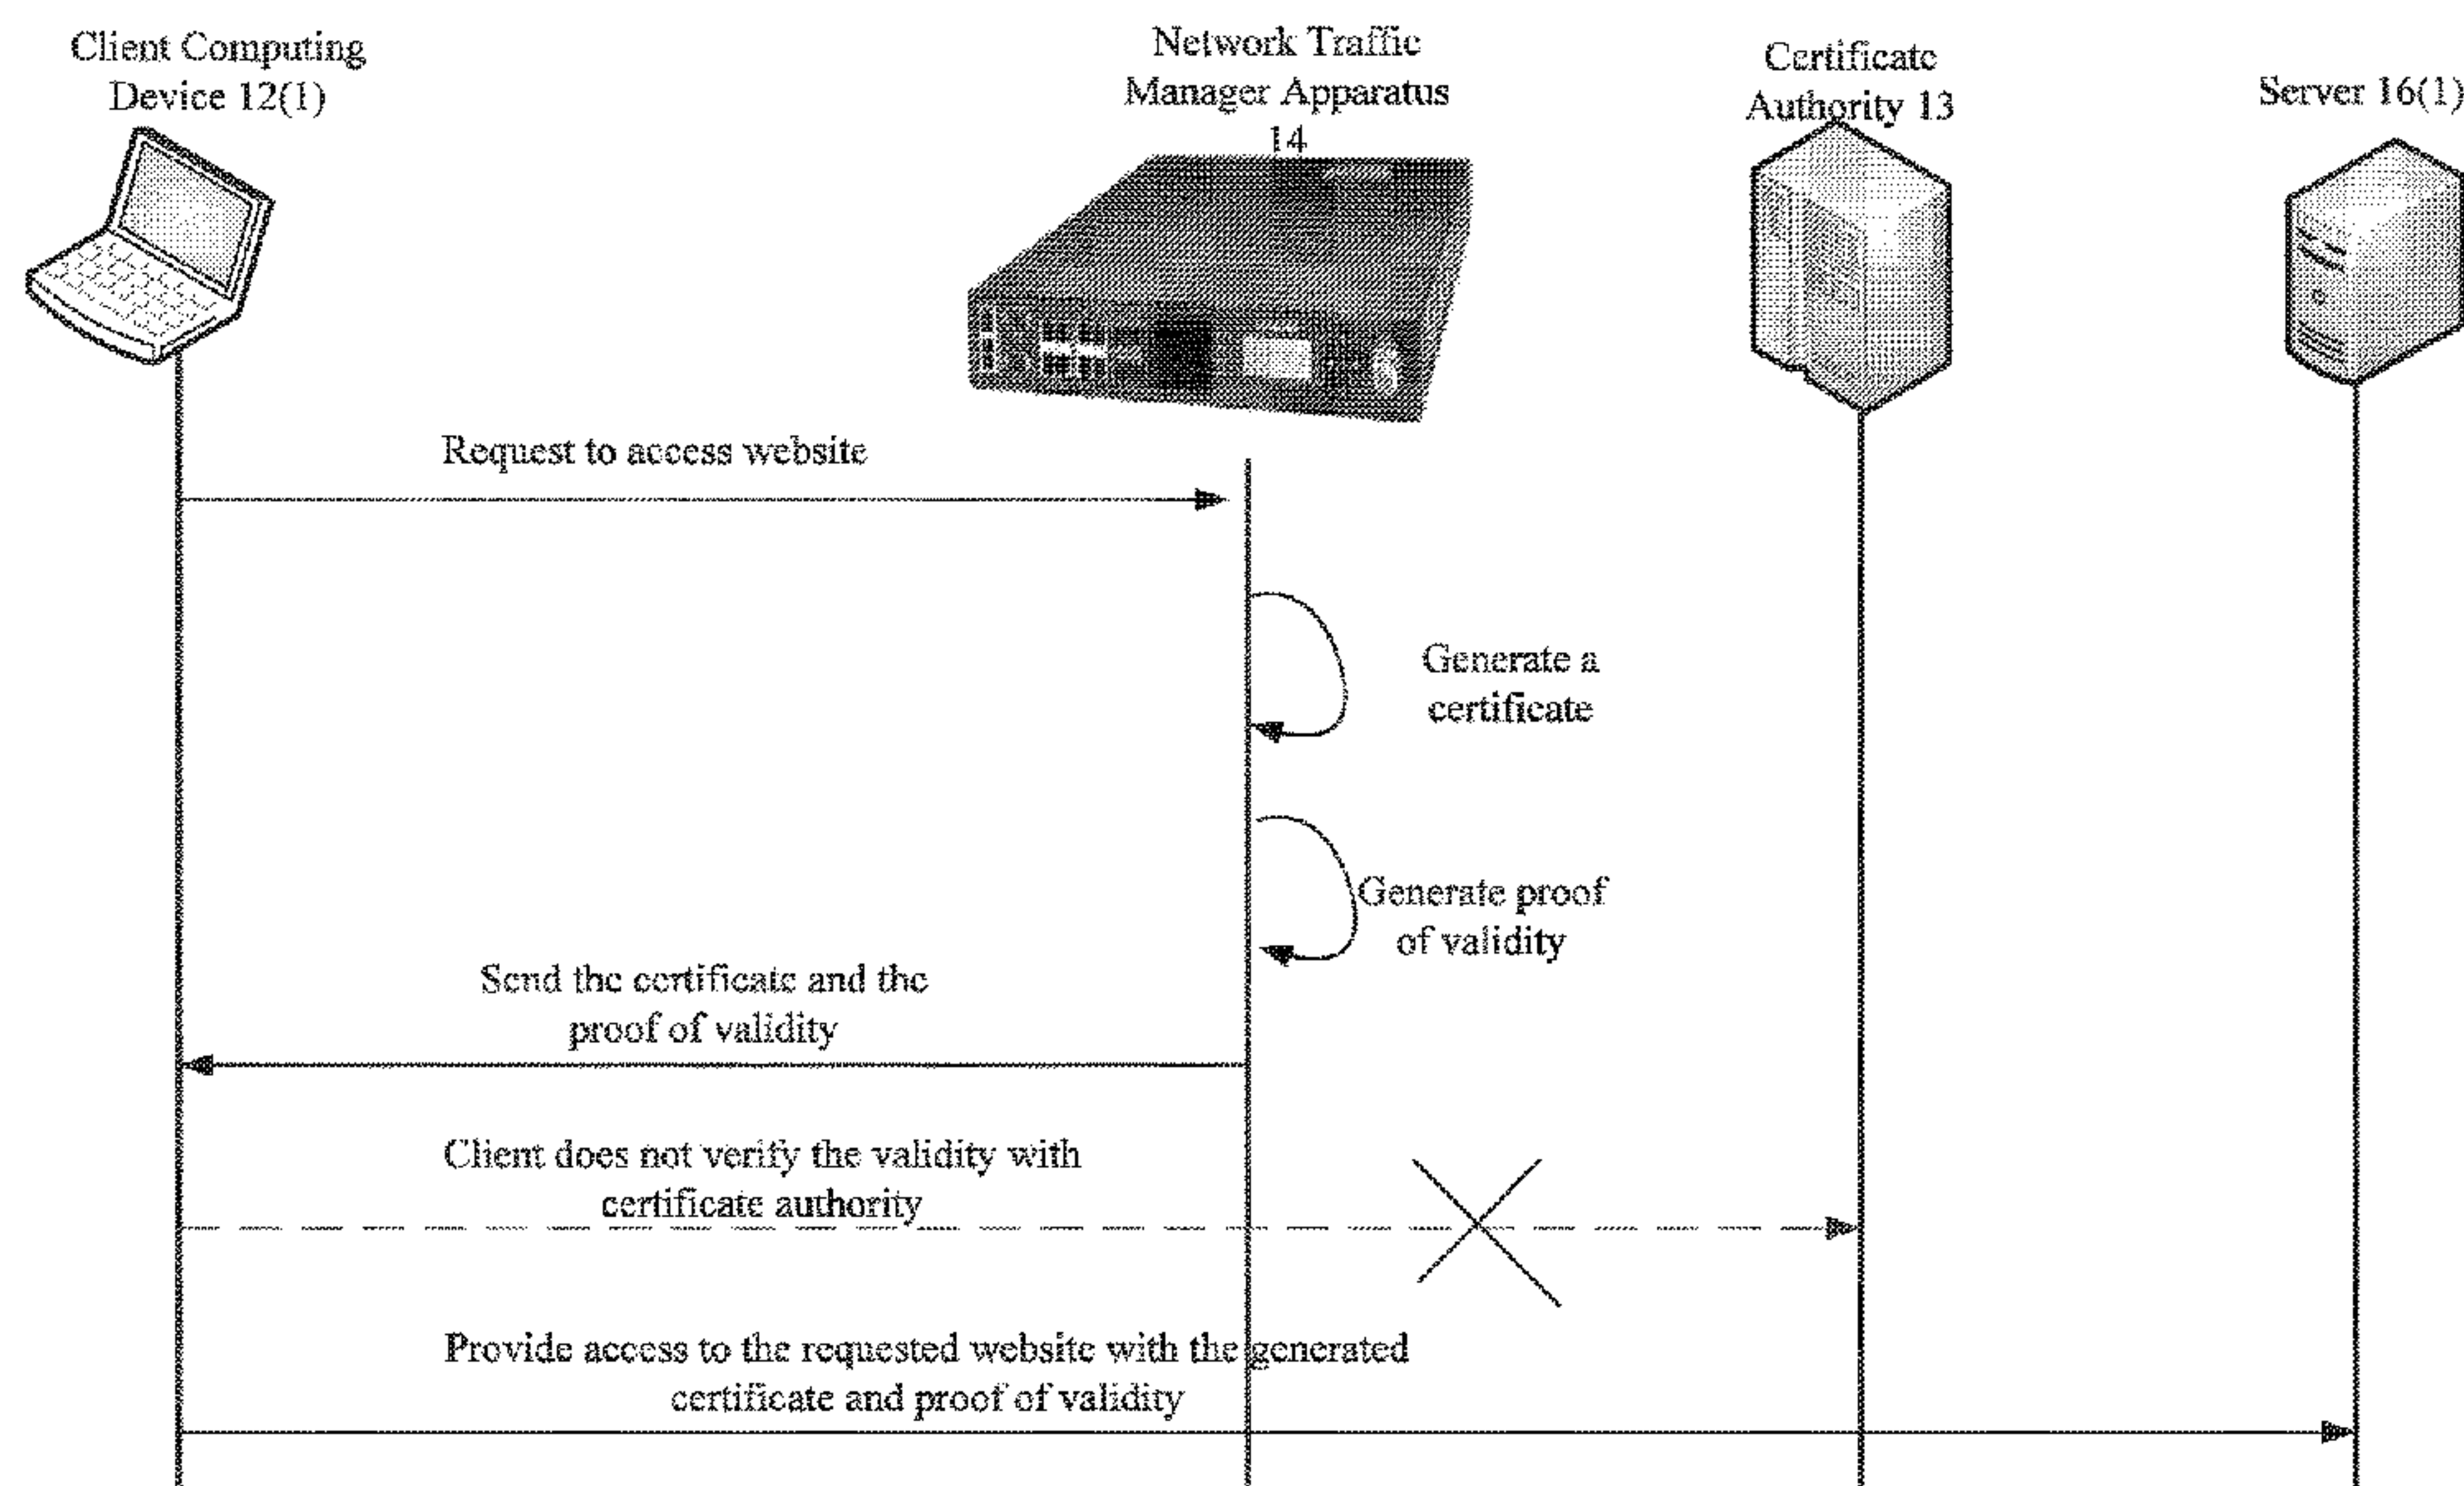 Client Computing
Device 12(1)
Network Traffic
Manager Apparatus
14
Certificate
Authority 13
Server 16(1)
Request to access website
Generate a
certificate
Generate proof
of validity
Send the certificate and the
proof of validity
Client does not verify the validity with
certificate authority
Provide access to the requested website with the generated
certificate and proof of validity